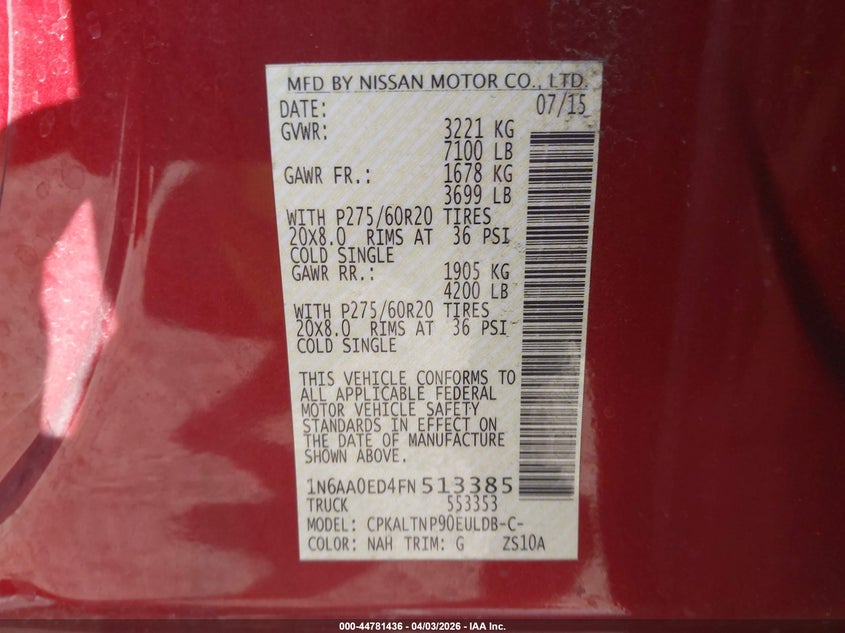 MFD BY NISSAN MOTOR CO., LTD.
DATE: 07/15
GVWR: 3221 KG
7100 LB
GAWR FR.: 1678 KG
3699 LB
WITH P275/60R20 TIRES
20X8.0 RIMS AT 36 PSI
COLD SINGLE
GAWR RR.: 1905 KG
4200 LB
WITH P275/60R20 TIRES
20X8.0 RIMS AT 36 PSI
COLD SINGLE
THIS VEHICLE CONFORMS TO
ALL APPLICABLE FEDERAL
MOTOR VEHICLE SAFETY
STANDARDS IN EFFECT ON
THE DATE OF MANUFACTURE
SHOWN ABOVE.
1N6AA0ED4FN513385
TRUCK 553353
MODEL: CPKALTNP90EULDB-C-
COLOR: NAH TRIM: G ZS10A
000-44781436 - 04/03/2026 - IAA Inc.